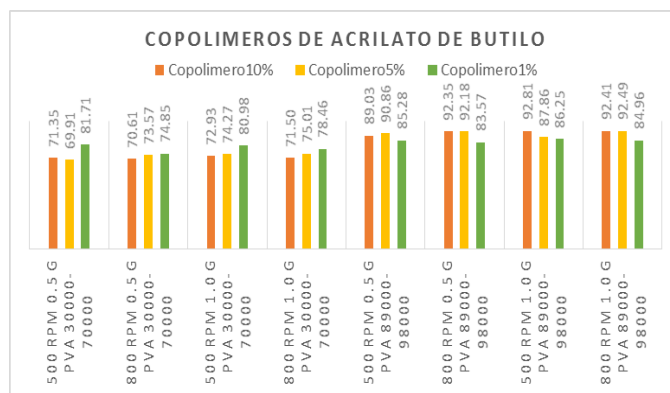 COPOLIMEROS DE ACRILATO DE BUTILO
Copolimero10% Copolimero5% Copolimero1%
71.35
69.91
81.71
70.61
73.57
74.85
72.93
74.27
80.98
71.50
75.01
78.46
89.03
90.86
85.28
92.35
92.18
83.57
92.81
87.86
86.25
92.41
92.49
84.96
500 RPM 0.5 G
PVA 30000-
70000
800 RPM 0.5 G
PVA 30000-
70000
500 RPM 1.0 G
PVA 30000-
70000
800 RPM 1.0 G
PVA 30000-
70000
500 RPM 0.5 G
PVA 89000-
98000
800 RPM 0.5 G
PVA 89000-
98000
500 RPM 1.0 G
PVA 89000-
98000
800 RPM 1.0 G
PVA 89000-
98000